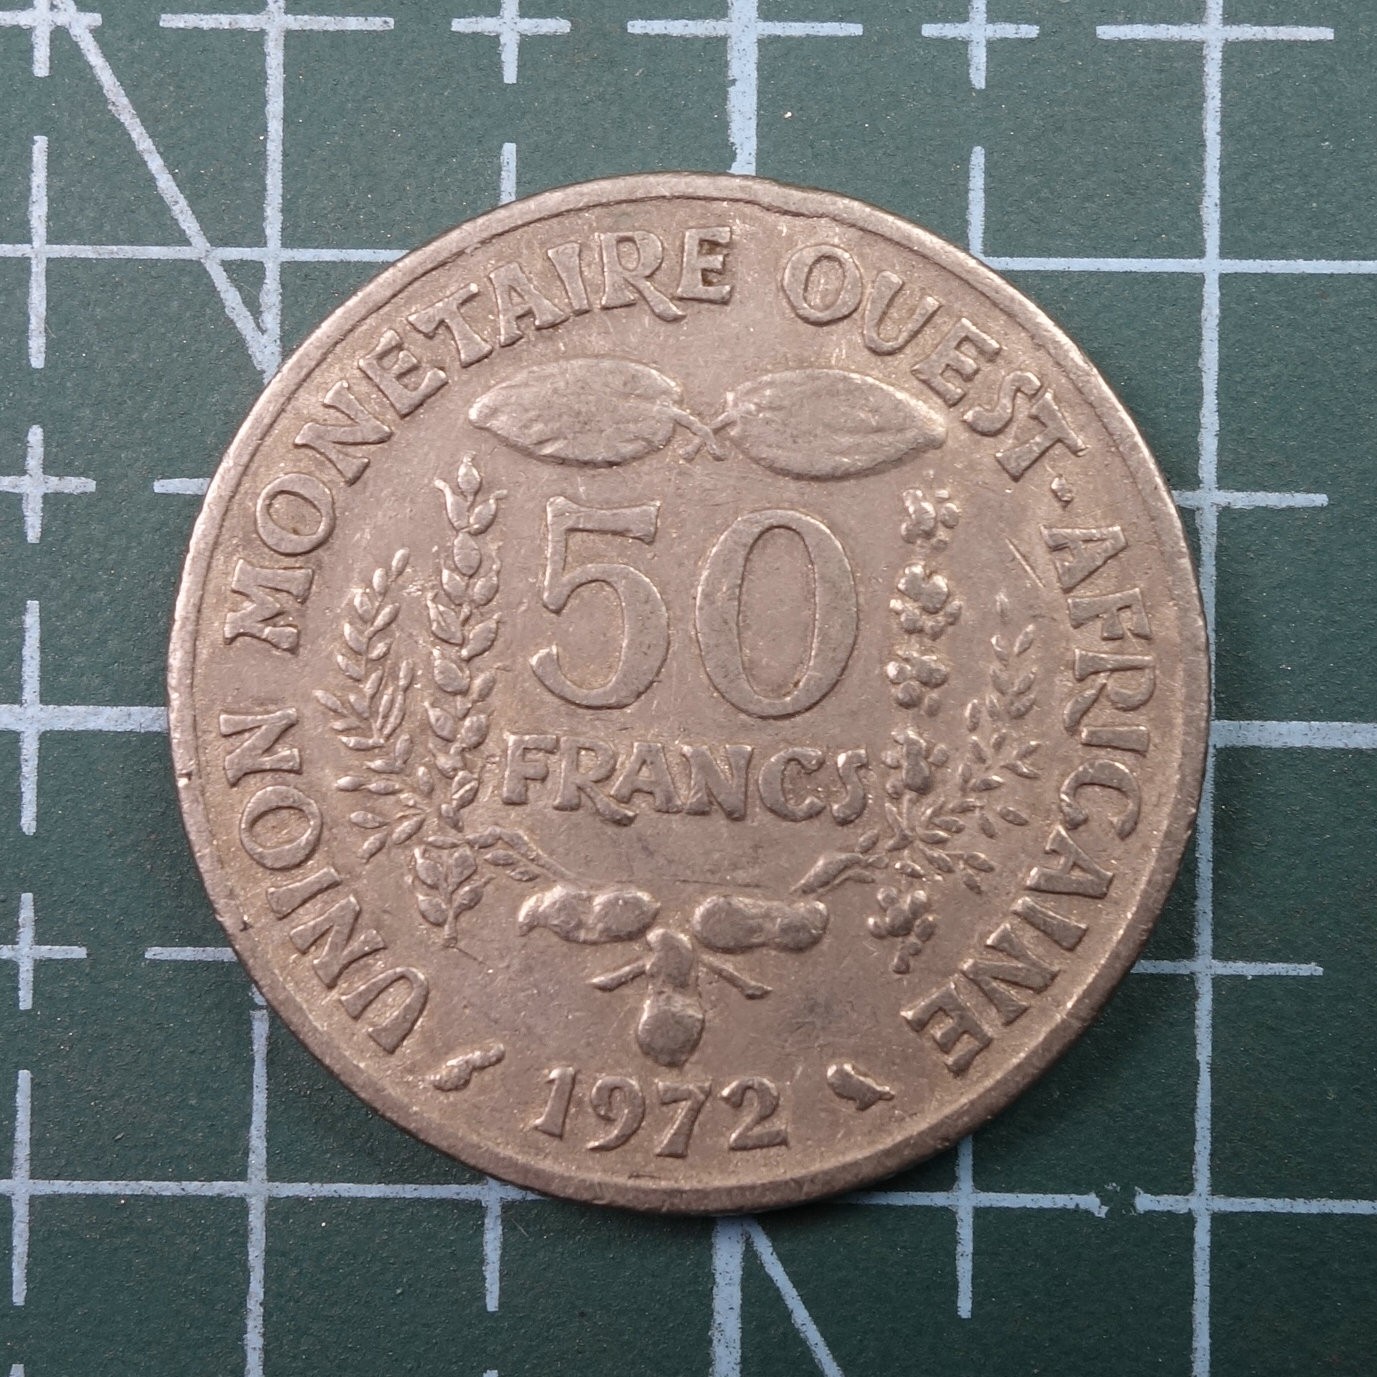 UNION MONETAIRE OUEST-AFRICAINE
50
FRANCS
1972